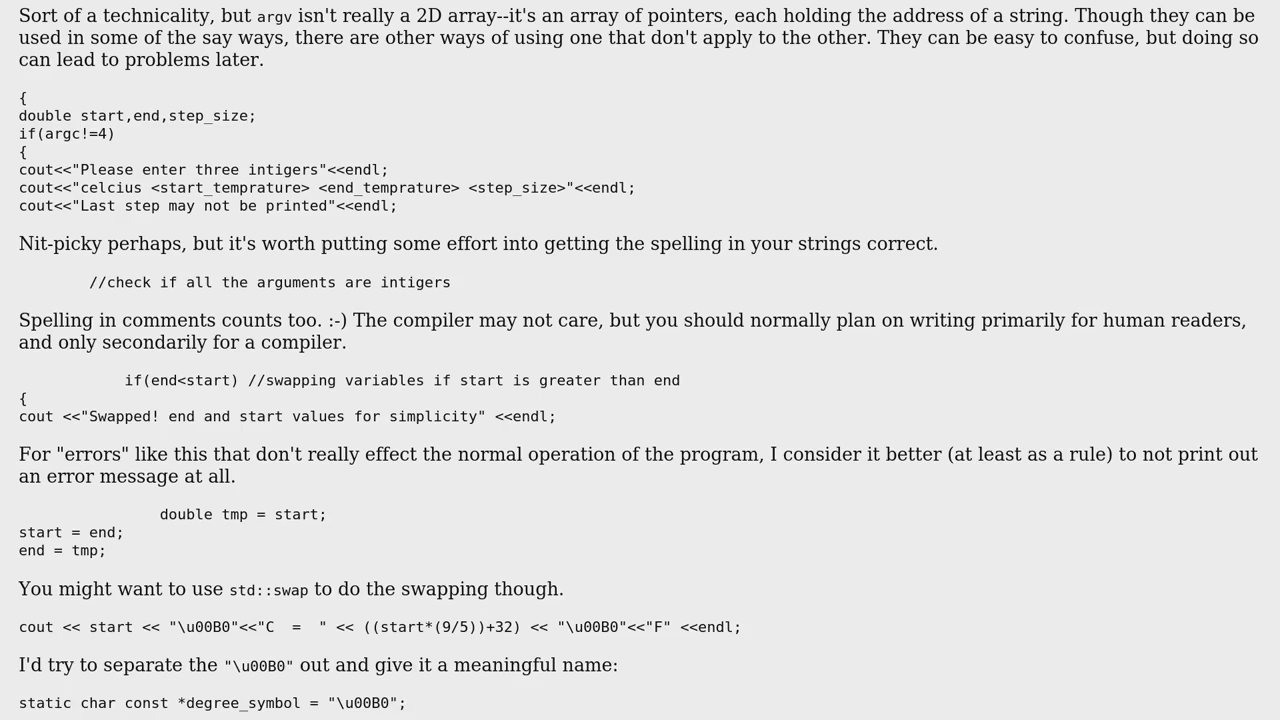 Sort of a technicality, but argv isn't really a 2D array--it's an array of pointers, each holding the address of a string. Though they can be
used in some of the say ways, there are other ways of using one that don't apply to the other. They can be easy to confuse, but doing so
can lead to problems later.
{
double start,end,step_size;
if(argc!=4)
{
cout<<"Please enter three intigers"<<endl;
cout<<"celcius <start_temprature> <end_temprature> <step_size>"<<endl;
cout<<"Last step may not be printed"<<endl;
Nit-picky perhaps, but it's worth putting some effort into getting the spelling in your strings correct.
//check if all the arguments are intigers
Spelling in comments counts too. :-) The compiler may not care, but you should normally plan on writing primarily for human readers,
and only secondarily for a compiler.
if(end<start) //swapping variables if start is greater than end
{
cout <<"Swapped! end and start values for simplicity" <<endl;
For "errors" like this that don't really effect the normal operation of the program, I consider it better (at least as a rule) to not print out
an error message at all.
double tmp = start;
start = end;
end = tmp;
You might want to use std::swap to do the swapping though.
cout << start << "\u00B0"<<"C  =  " << ((start*(9/5))+32) << "\u00B0"<<"F" <<endl;
I'd try to separate the "\u00B0" out and give it a meaningful name:
static char const *degree_symbol = "\u00B0";